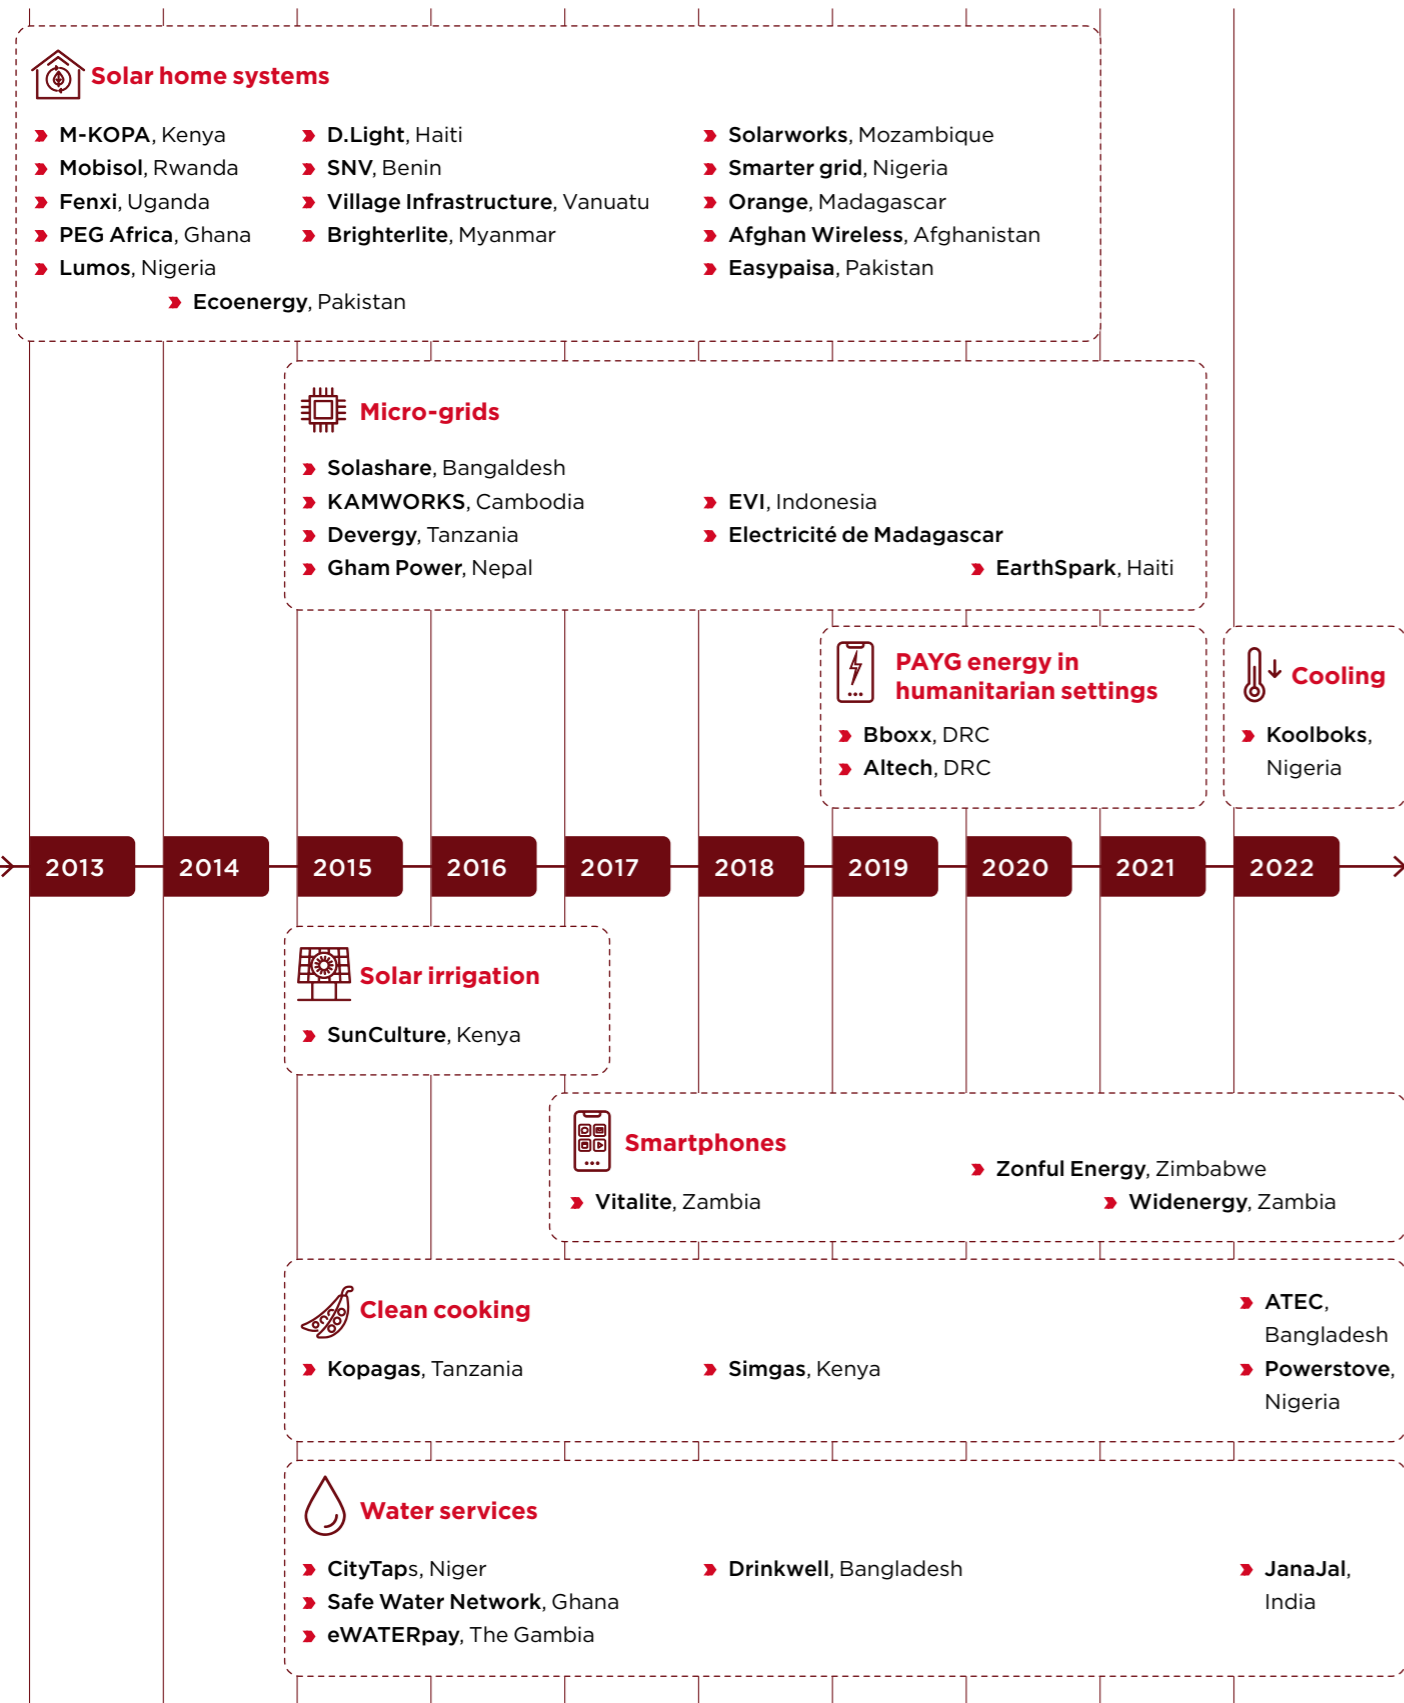 Solar home systems
M-KOPA, Kenya
Mobisol, Rwanda
Fenxi, Uganda
PEG Africa, Ghana
Lumos, Nigeria
Ecoenergy, Pakistan
D.Light, Haiti
SNV, Benin
Village Infrastructure, Vanuatu
Brighterlite, Myanmar
Solarworks, Mozambique
Smarter grid, Nigeria
Orange, Madagascar
Afghan Wireless, Afghanistan
Easypaisa, Pakistan
Micro-grids
Solashare, Bangaldesh
KAMWORKS, Cambodia
Devergy, Tanzania
Gham Power, Nepal
EVI, Indonesia
Electricité de Madagascar
EarthSpark, Haiti
PAYG energy in
humanitarian settings
Bboxx, DRC
Altech, DRC
Cooling
Koolboks,
Nigeria
2013 2014 2015 2016 2017 2018 2019 2020 2021 2022
Solar irrigation
SunCulture, Kenya
Smartphones
Vitalite, Zambia
Zonful Energy, Zimbabwe
Widenergy, Zambia
Clean cooking
Kopagas, Tanzania
Simgas, Kenya
ATEC,
Bangladesh
Powerstove,
Nigeria
Water services
CityTaps, Niger
Safe Water Network, Ghana
eWATERpay, The Gambia
Drinkwell, Bangladesh
JanaJal,
India